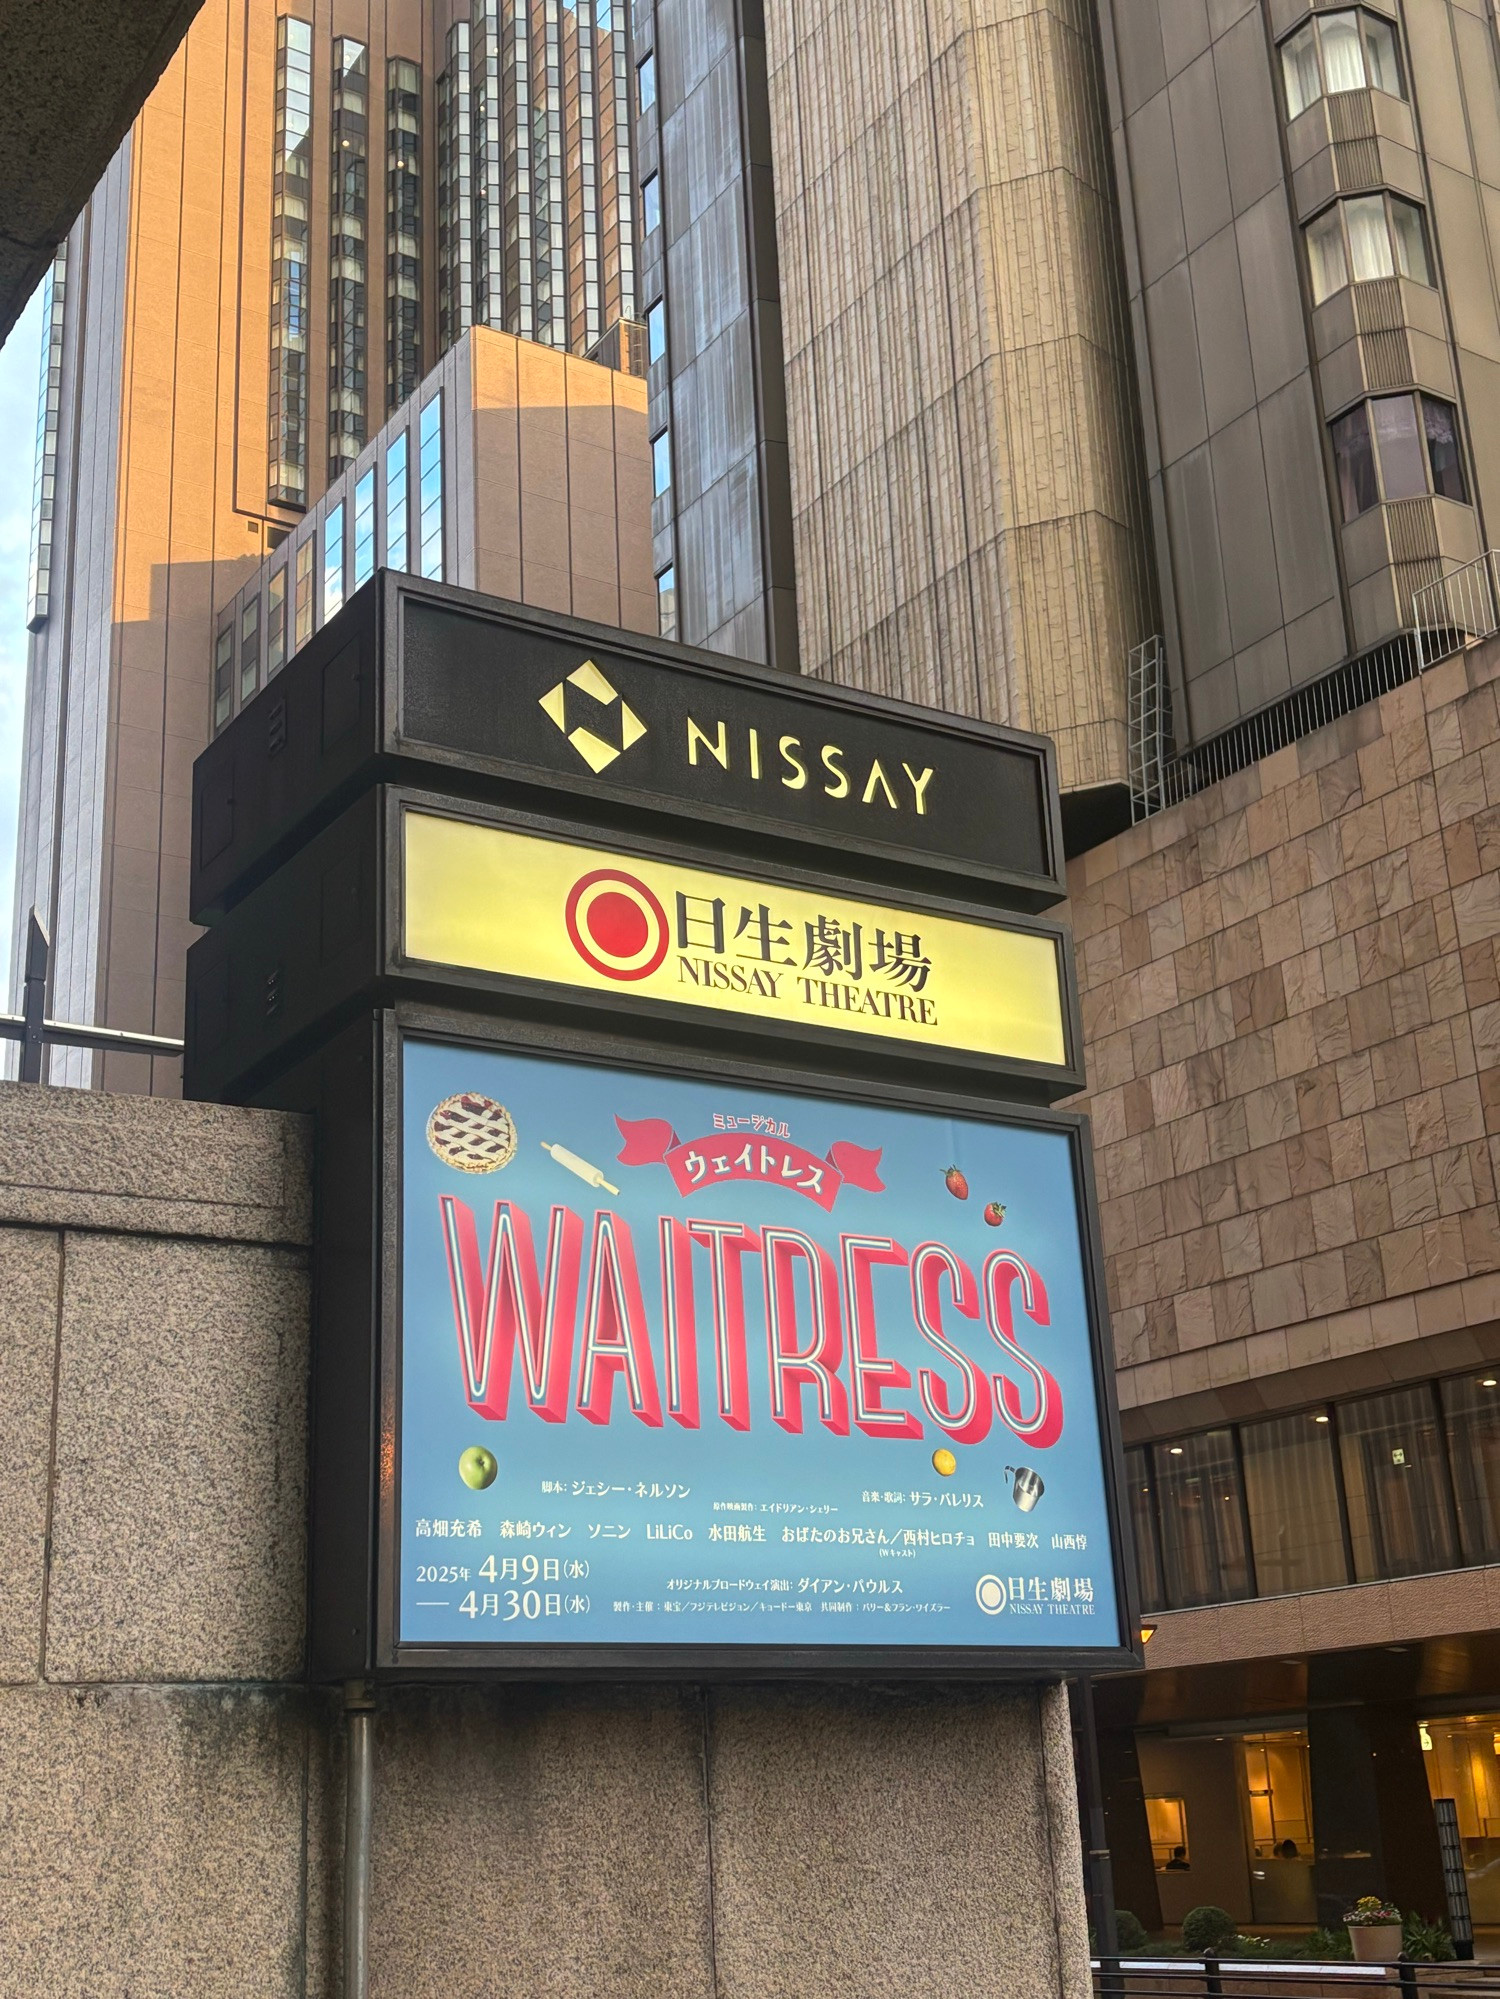 NISSAY
日生劇場
NISSAY THEATRE
ミュージカル
ウェイトレス
WAITRESS
脚本：ジェシー・ネルソン
音楽・歌詞：サラ・バレリス
原作映画製作：エイドリアン・シェリー
高畑充希 森崎ウィン ソニン LiLiCo 水田航生 おばたのお兄さん／西村ヒロチョ 田中要次 山西惇
(Wキャスト)
2025年 4月9日(水)
— 4月30日(水)
オリジナルブロードウェイ演出：ダイアン・パウルス
製作・主催：東宝／フジテレビジョン／キョードー東京 共同制作：バリー&フラン・ワイズラー
日生劇場
NISSAY THEATRE